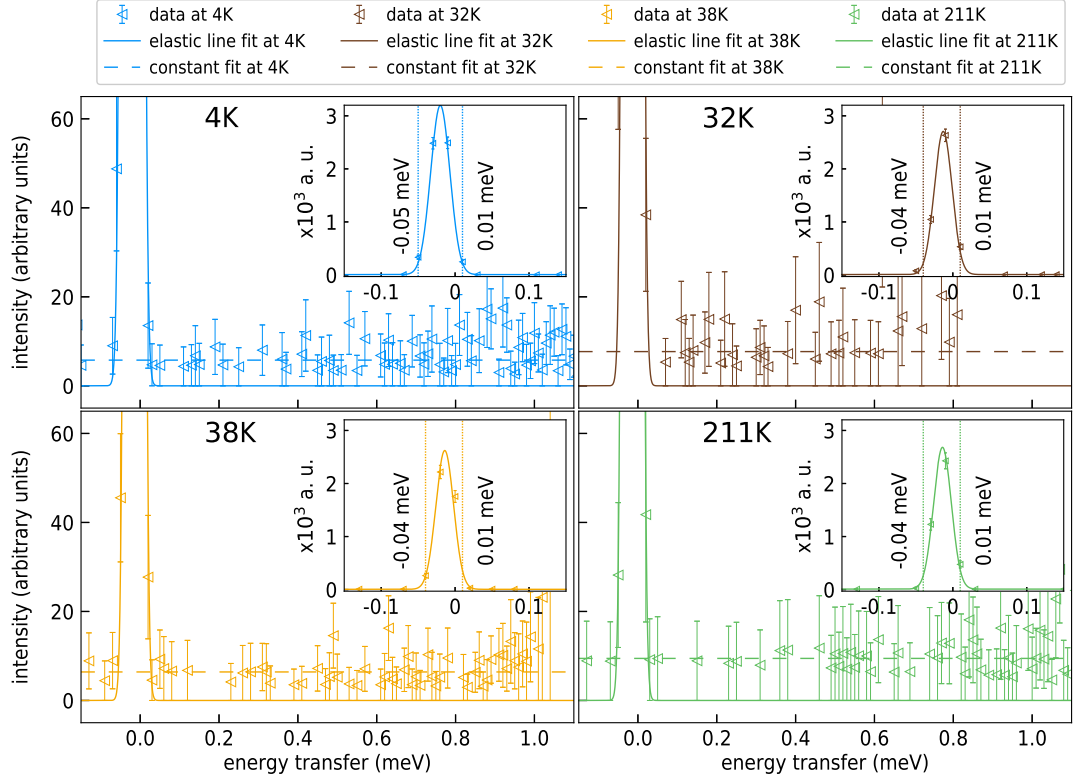 data at 4K data at 32K data at 38K data at 211K
elastic line fit at 4K elastic line fit at 32K elastic line fit at 38K elastic line fit at 211K
constant fit at 4K constant fit at 32K constant fit at 38K constant fit at 211K
intensity (arbitrary units)
60
40
20
0
4K
x10³ a. u.
3
2
1
0
-0.05 meV
0.01 meV
-0.1 0 0.1
32K
x10³ a. u.
3
2
1
0
-0.04 meV
0.01 meV
-0.1 0 0.1
intensity (arbitrary units)
60
40
20
0
38K
x10³ a. u.
3
2
1
0
-0.04 meV
0.01 meV
-0.1 0 0.1
211K
x10³ a. u.
3
2
1
0
-0.04 meV
0.01 meV
-0.1 0 0.1
0.0 0.2 0.4 0.6 0.8 1.0 0.0 0.2 0.4 0.6 0.8 1.0
energy transfer (meV) energy transfer (meV)